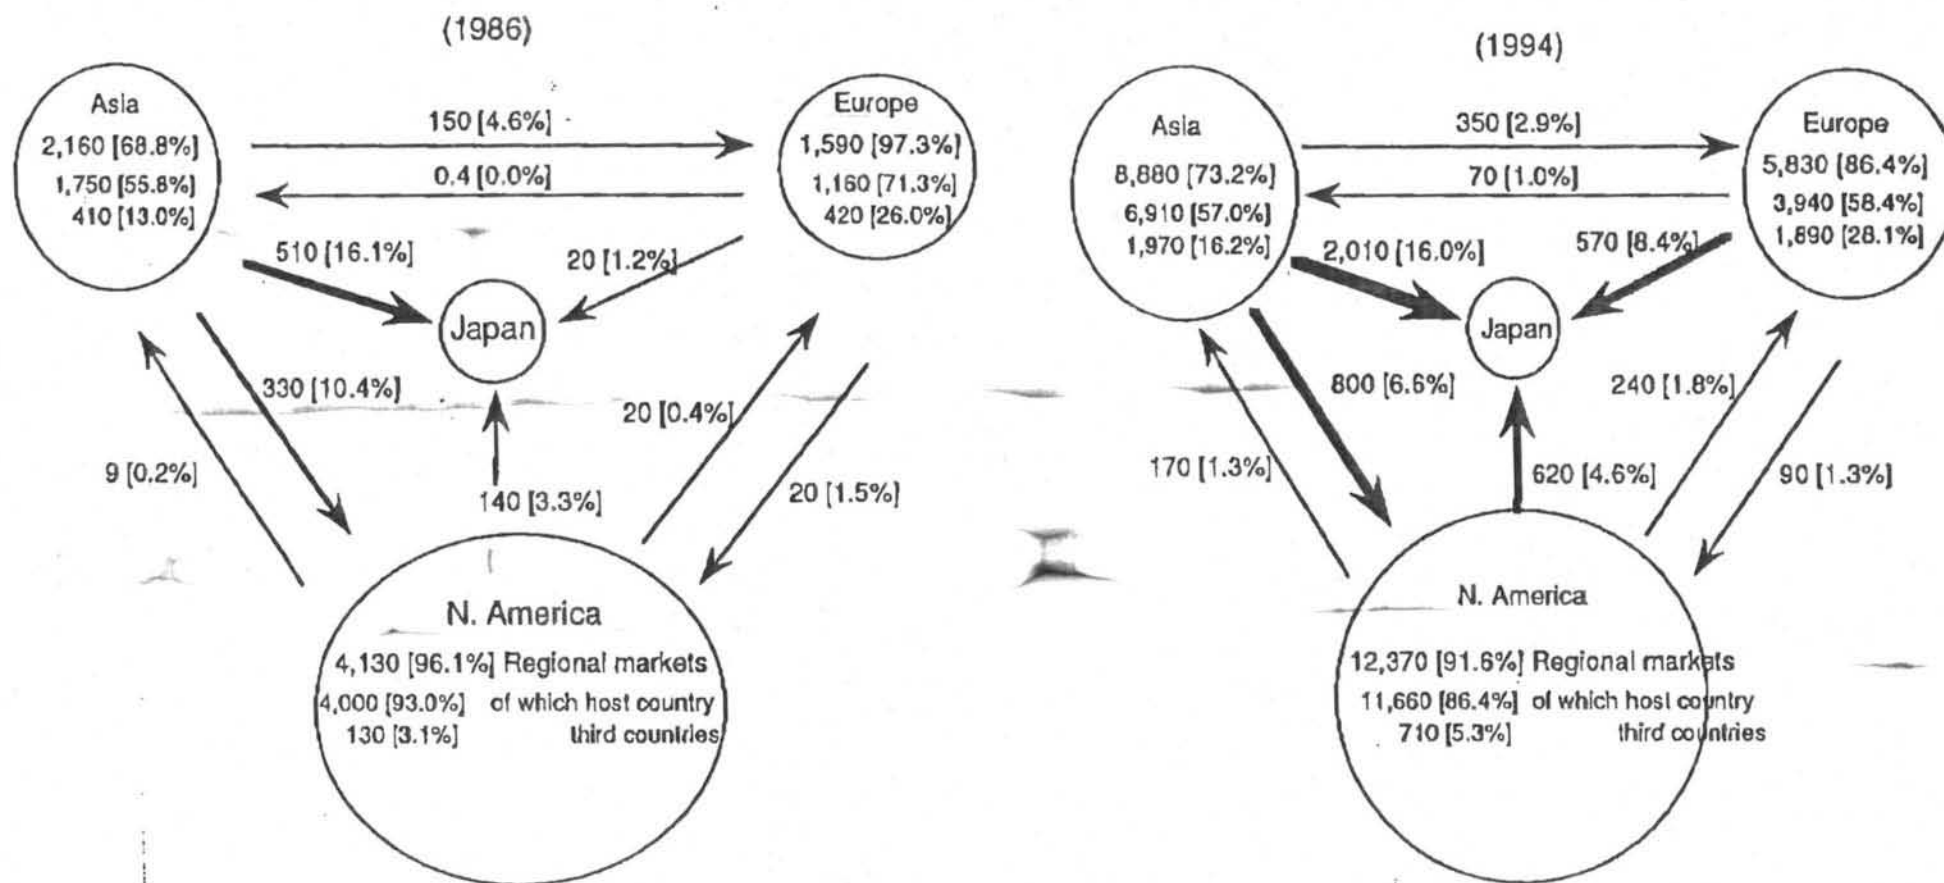 (1986)
Asia
2,160 [68.8%]
1,750 [55.8%]
410 [13.0%]
150 [4.6%]
0.4 [0.0%]
Europe
1,590 [97.3%]
1,160 [71.3%]
420 [26.0%]
510 [16.1%]
20 [1.2%]
Japan
330 [10.4%]
9 [0.2%]
140 [3.3%]
20 [0.4%]
20 [1.5%]
N. America
4,130 [96.1%] Regional markets
4,000 [93.0%] of which host country
130 [3.1%] third countries
(1994)
Asia
8,880 [73.2%]
6,910 [57.0%]
1,970 [16.2%]
350 [2.9%]
70 [1.0%]
Europe
5,830 [86.4%]
3,940 [58.4%]
1,890 [28.1%]
2,010 [16.0%]
570 [8.4%]
Japan
800 [6.6%]
170 [1.3%]
620 [4.6%]
240 [1.8%]
90 [1.3%]
N. America
12,370 [91.6%] Regional markets
11,660 [86.4%] of which host country
710 [5.3%] third countries